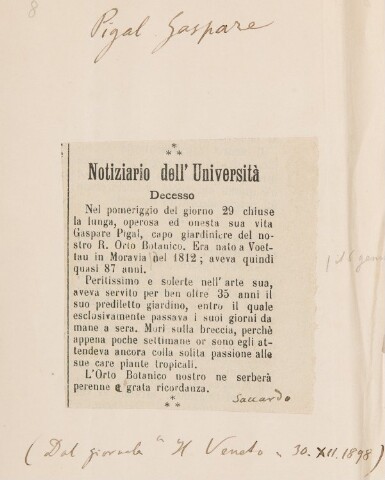 8
Pigal Gaspare
Notiziario dell' Università
Decesso
Nel pomeriggio del giorno 29 chiuse
la lunga, operosa ed onesta sua vita
Gaspare Pigal, capo giardiniere del no-
stro R. Orto Botanico. Era nato a Voet-
tau in Moravia nel 1812; aveva quindi
quasi 87 anni.
Peritissimo e solerte nell'arte sua,
aveva servito per ben oltre 35 anni il
suo prediletto giardino, entro il quale
esclusivamente passava i suoi giorni da
mane a sera. Morì sulla breccia, perchè
appena poche settimane or sono egli at-
tendeva ancora colla solita passione alle
sue care piante tropicali.
L'Orto Botanico nostro ne serberà
perenne e grata ricordanza.
Saccardo
(Dal giornale "Il Veneto" 30. XII. 1898)